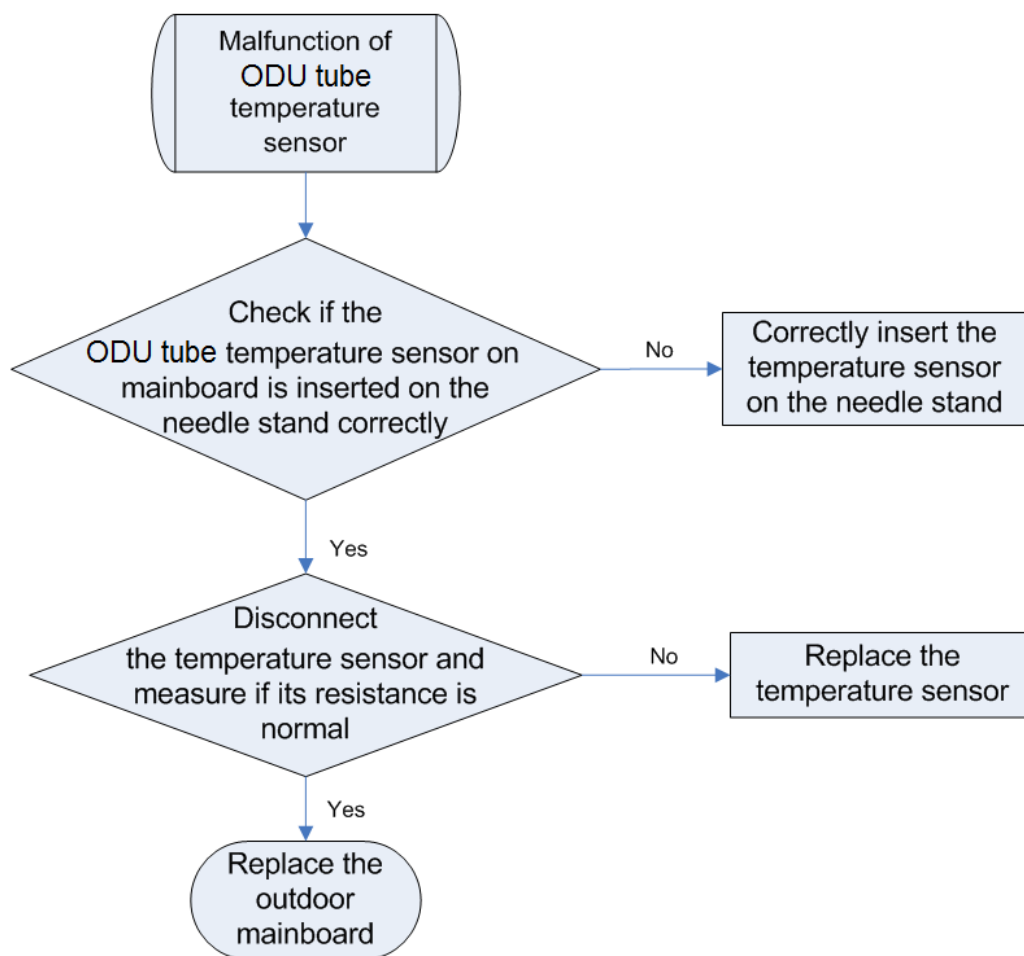 Malfunction of
ODU tube
temperature
sensor
Check if the
ODU tube temperature sensor on
mainboard is inserted on the
needle stand correctly
No
Correctly insert the
temperature sensor
on the needle stand
Yes
Disconnect
the temperature sensor and
measure if its resistance is
normal
No
Replace the
temperature sensor
Yes
Replace the
outdoor
mainboard